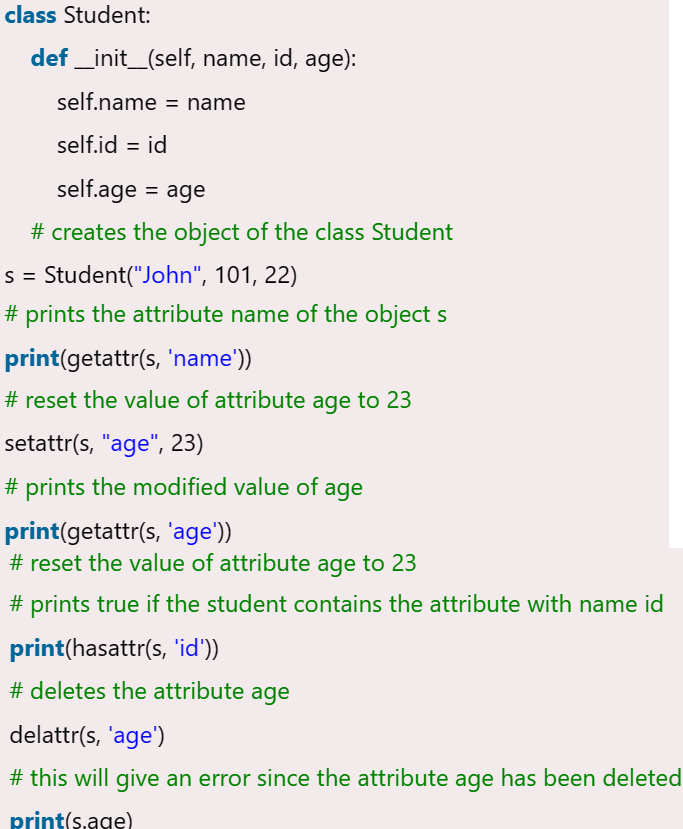 class Student:
def __init__(self, name, id, age):
self.name = name
self.id = id
self.age = age
# creates the object of the class Student
s = Student("John", 101, 22)
# prints the attribute name of the object s
print(getattr(s, 'name'))
# reset the value of attribute age to 23
setattr(s, "age", 23)
# prints the modified value of age
print(getattr(s, 'age'))
# reset the value of attribute age to 23
# prints true if the student contains the attribute with name id
print(hasattr(s, 'id'))
# deletes the attribute age
delattr(s, 'age')
# this will give an error since the attribute age has been deleted
print(s.age)